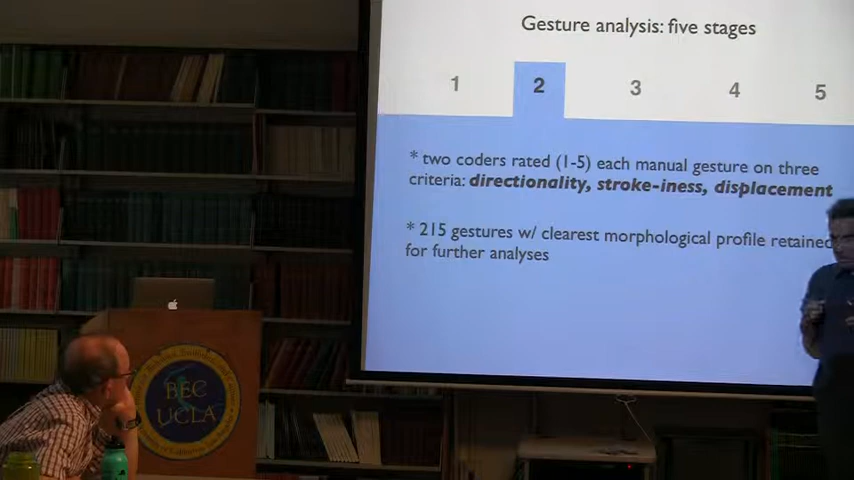 Gesture analysis: five stages
1 2 3 4 5
* two coders rated (1-5) each manual gesture on three
criteria: directionality, stroke-iness, displacement
* 215 gestures w/ clearest morphological profile retained
for further analyses
BEC
UCLA